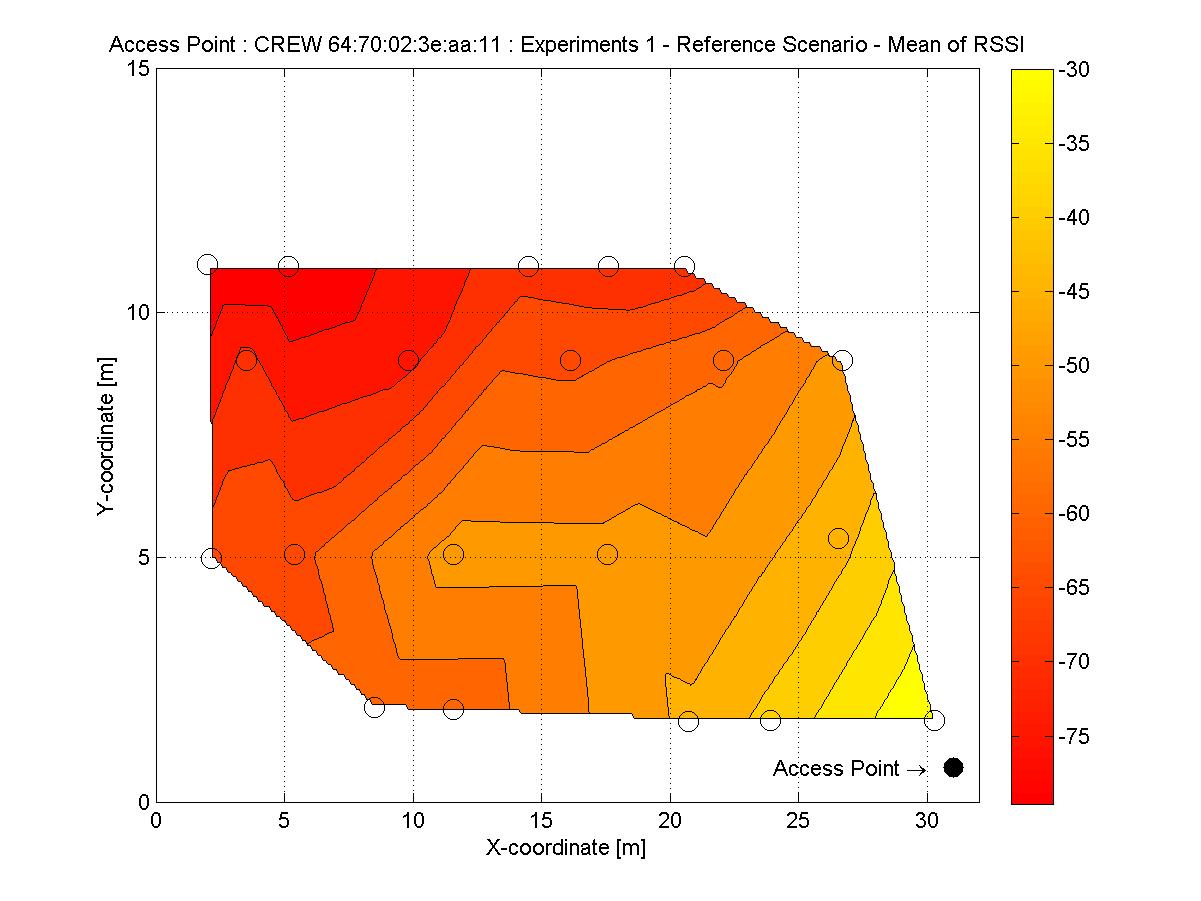 Access Point : CREW 64:70:02:3e:aa:11 : Experiments 1 - Reference Scenario - Mean of RSSI
15
10
5
0
Y-coordinate [m]
0 5 10 15 20 25 30
X-coordinate [m]
Access Point →
-30
-35
-40
-45
-50
-55
-60
-65
-70
-75